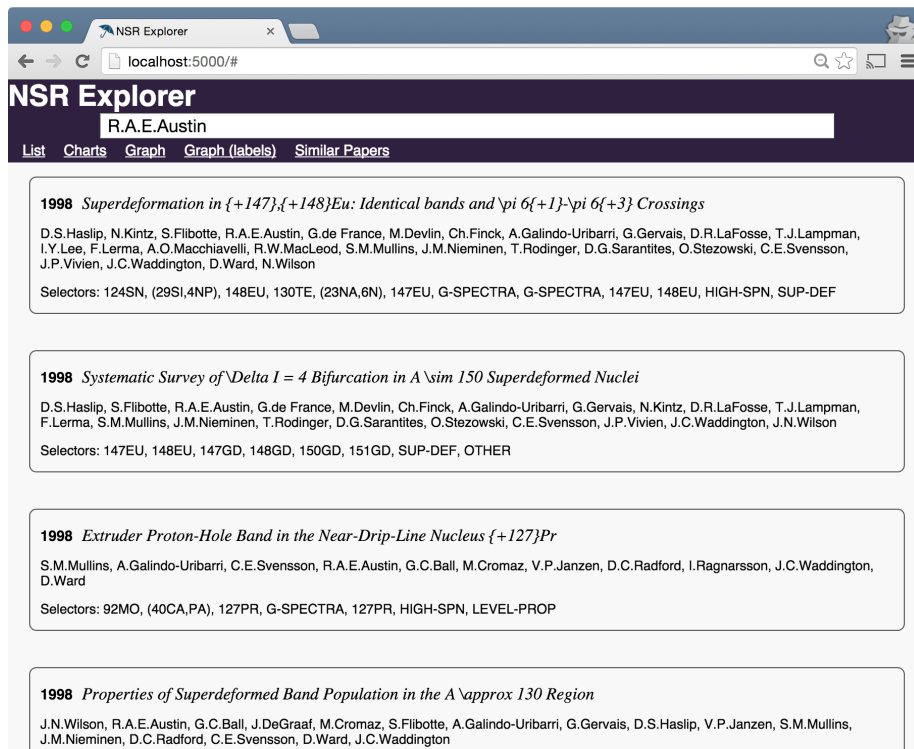 NSR Explorer
localhost:5000/#
NSR Explorer
R.A.E.Austin
List Charts Graph Graph (labels) Similar Papers
1998 Superdeformation in {+147},{+148}Eu: Identical bands and \pi 6{+1}-\pi 6{+3} Crossings
D.S.Haslip, N.Kintz, S.Flibotte, R.A.E.Austin, G.de France, M.Devlin, Ch.Finck, A.Galindo-Uribarri, G.Gervais, D.R.LaFosse, T.J.Lampman,
I.Y.Lee, F.Lerma, A.O.Macchiavelli, R.W.MacLeod, S.M.Mullins, J.M.Nieminen, T.Rodinger, D.G.Sarantites, O.Stezowski, C.E.Svensson,
J.P.Vivien, J.C.Waddington, D.Ward, N.Wilson
Selectors: 124SN, (29SI,4NP), 148EU, 130TE, (23NA,6N), 147EU, G-SPECTRA, G-SPECTRA, 147EU, 148EU, HIGH-SPN, SUP-DEF
1998 Systematic Survey of \Delta I = 4 Bifurcation in A \sim 150 Superdeformed Nuclei
D.S.Haslip, S.Flibotte, R.A.E.Austin, G.de France, M.Devlin, Ch.Finck, A.Galindo-Uribarri, G.Gervais, N.Kintz, D.R.LaFosse, T.J.Lampman,
F.Lerma, S.M.Mullins, J.M.Nieminen, T.Rodinger, D.G.Sarantites, O.Stezowski, C.E.Svensson, J.P.Vivien, J.C.Waddington, J.N.Wilson
Selectors: 147EU, 148EU, 147GD, 148GD, 150GD, 151GD, SUP-DEF, OTHER
1998 Extruder Proton-Hole Band in the Near-Drip-Line Nucleus {+127}Pr
S.M.Mullins, A.Galindo-Uribarri, C.E.Svensson, R.A.E.Austin, G.C.Ball, M.Cromaz, V.P.Janzen, D.C.Radford, I.Ragnarsson, J.C.Waddington,
D.Ward
Selectors: 92MO, (40CA,PA), 127PR, G-SPECTRA, 127PR, HIGH-SPN, LEVEL-PROP
1998 Properties of Superdeformed Band Population in the A \approx 130 Region
J.N.Wilson, R.A.E.Austin, G.C.Ball, J.DeGraaf, M.Cromaz, S.Flibotte, A.Galindo-Uribarri, G.Gervais, D.S.Haslip, V.P.Janzen, S.M.Mullins,
J.M.Nieminen, D.C.Radford, C.E.Svensson, D.Ward, J.C.Waddington